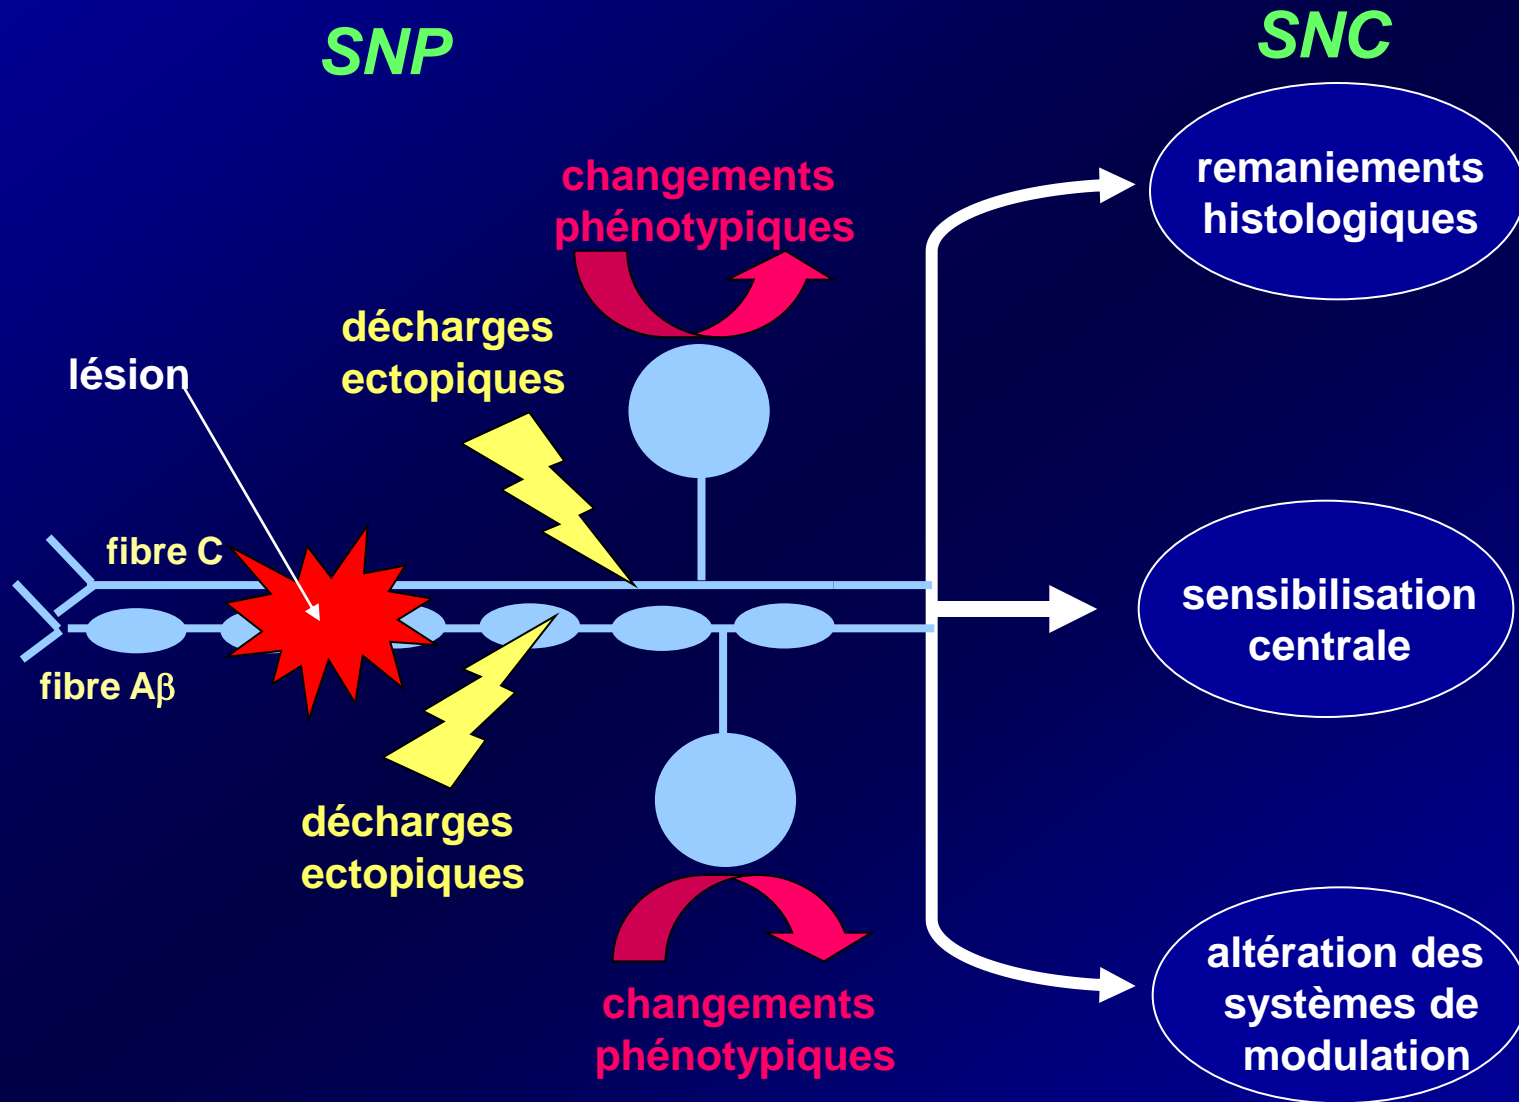 SNP
SNC
changements
phénotypiques
remaniements
histologiques
décharges
ectopiques
lésion
fibre C
sensibilisation
centrale
fibre Aβ
décharges
ectopiques
altération des
systèmes de
modulation
changements
phénotypiques